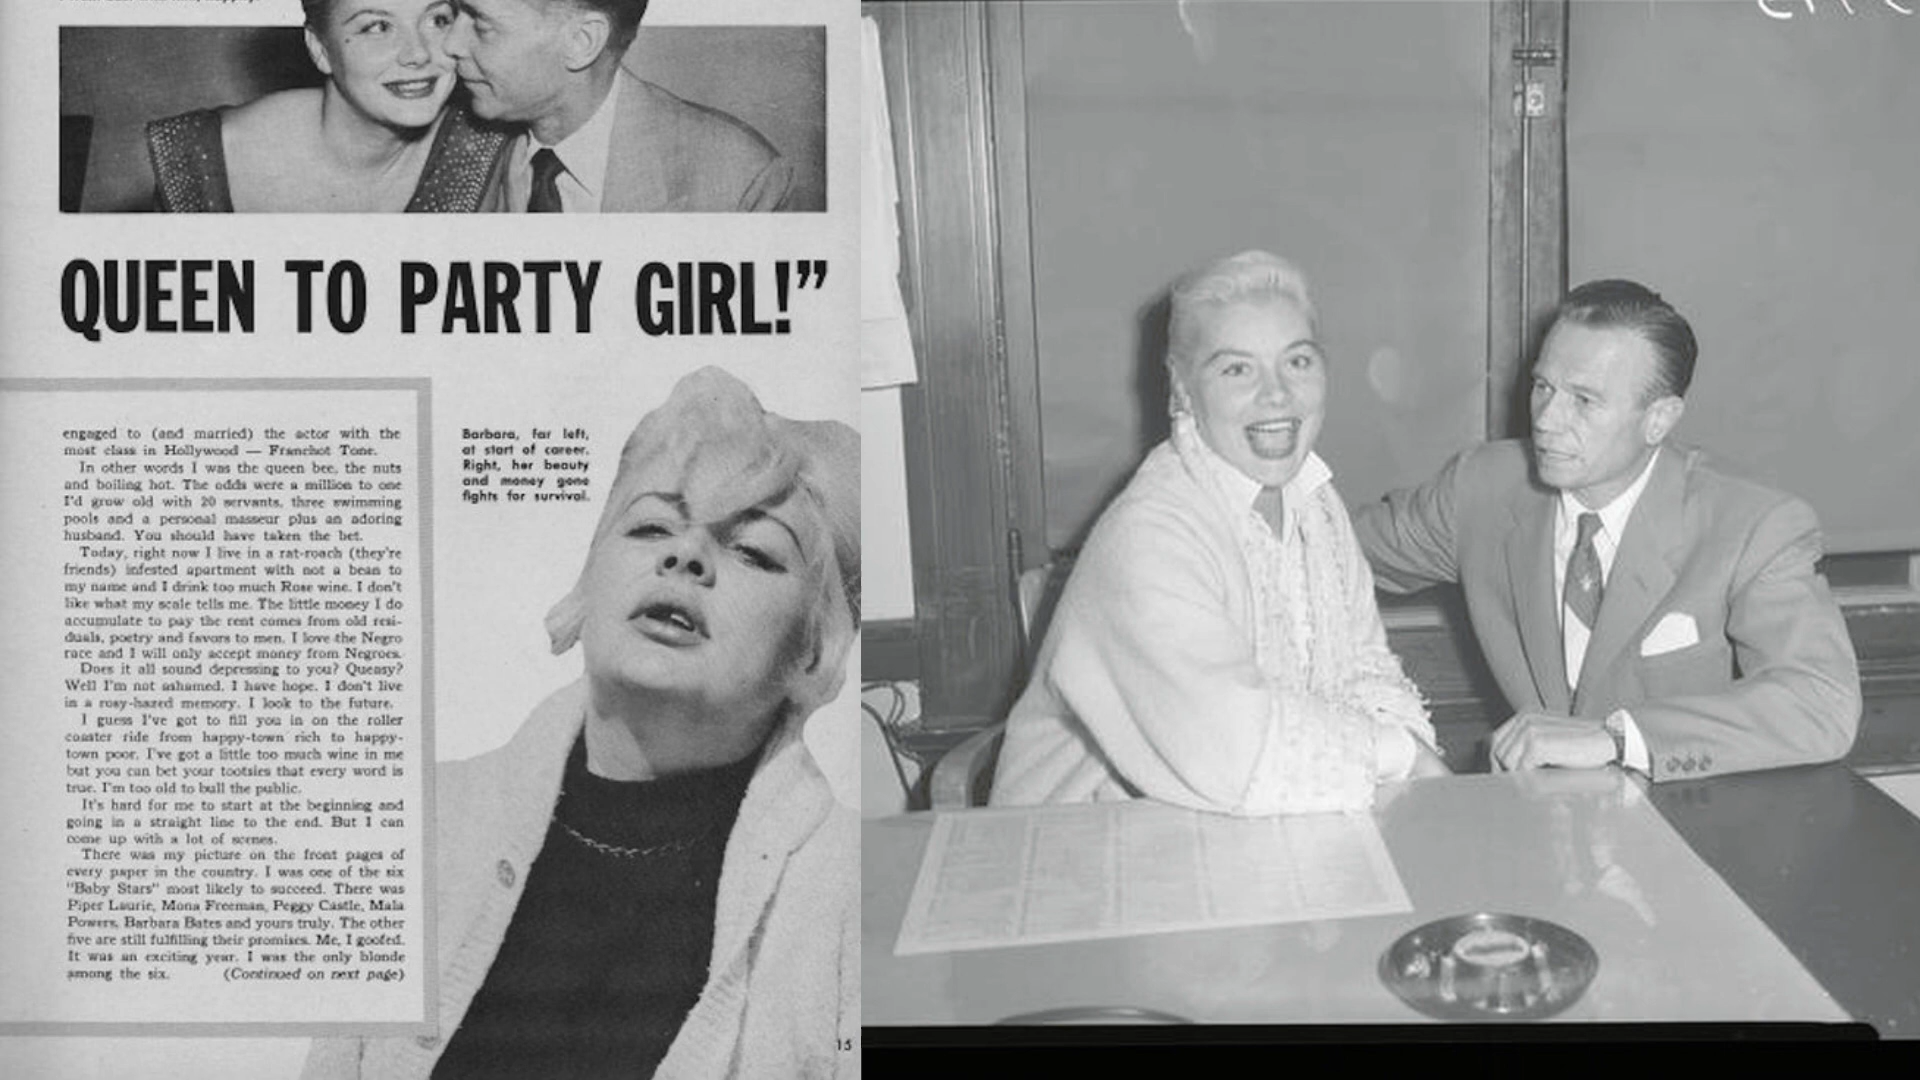 QUEEN TO PARTY GIRL!”
engaged to (and married) the actor with the
most class in Hollywood — Franchot Tone.
In other words I was the queen bee, the nuts
and boiling hot. The odds were a million to one
I'd grow old with 20 servants, three swimming
pools and a personal masseur plus an adoring
husband. You should have taken the bet.
Today, right now I live in a rat-roach (they're
friends) infested apartment with not a bean to
my name and I drink too much Rose wine. I don't
like what my scale tells me. The little money I do
accumulate to pay the rent comes from old resi-
duals, poetry and favors to men. I love the Negro
race and I will only accept money from Negroes.
Does it all sound depressing to you? Queasy?
Well I'm not ashamed. I have hope. I don't live
in a rosy-hazed memory. I look to the future.
I guess I've got to fill you in on the roller
coaster ride from happy-town rich to happy-
town poor. I've got a little too much wine in me
but you can bet your tootsies that every word is
true. I'm too old to bull the public.
It's hard for me to start at the beginning and
going in a straight line to the end. But I can
come up with a lot of scenes.
There was my picture on the front pages of
every paper in the country. I was one of the six
"Baby Stars" most likely to succeed. There was
Piper Laurie, Mona Freeman, Peggy Castle, Mala
Powers, Barbara Bates and yours truly. The other
five are still fulfilling their promises. Me, I goofed.
It was an exciting year. I was the only blonde
among the six. (Continued on next page)
Barbara, far left,
at start of career.
Right, her beauty
and money gone
fights for survival.
15